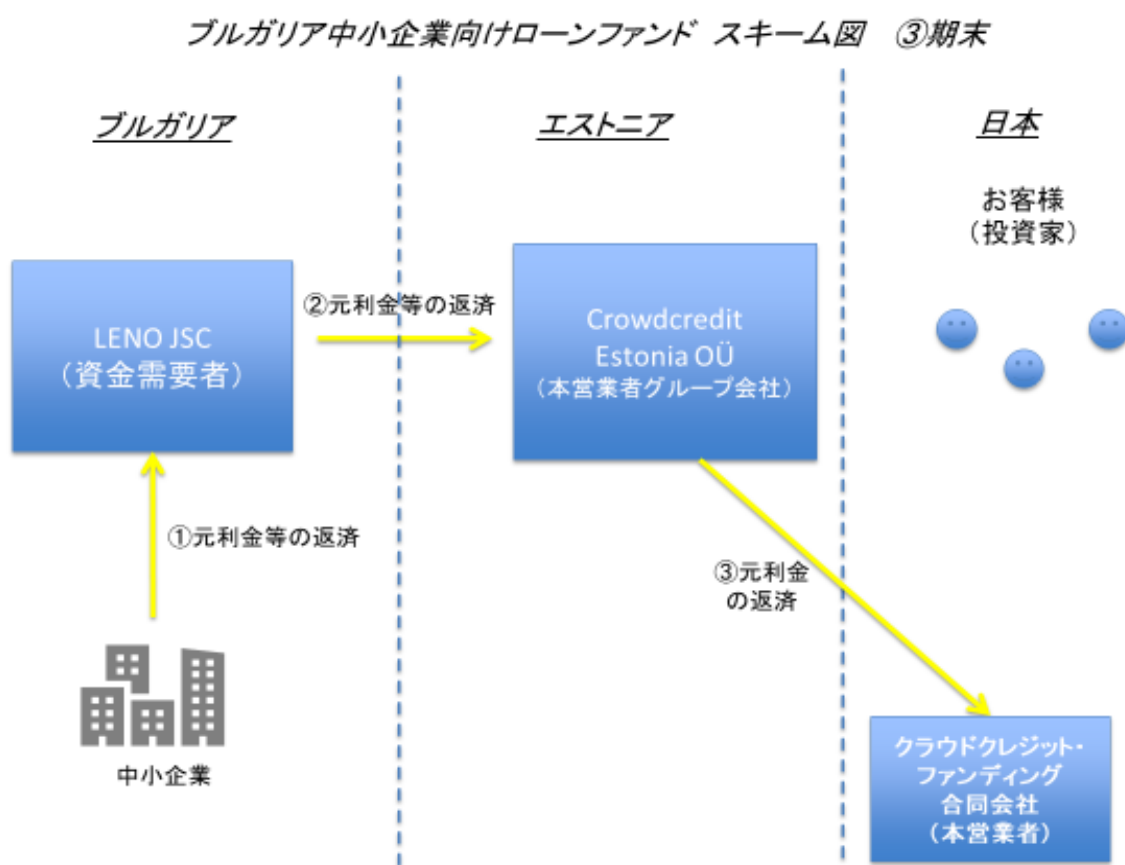 ブルガリア中小企業向けローンファンド スキーム図　③期末
ブルガリア
エストニア
日本
お客様
（投資家）
LENO JSC
（資金需要者）
②元利金等の返済
Crowdcredit
Estonia OÜ
（本営業者グループ会社）
①元利金等の返済
③元利金
の返済
中小企業
クラウドクレジット・
ファンディング
合同会社
（本営業者）